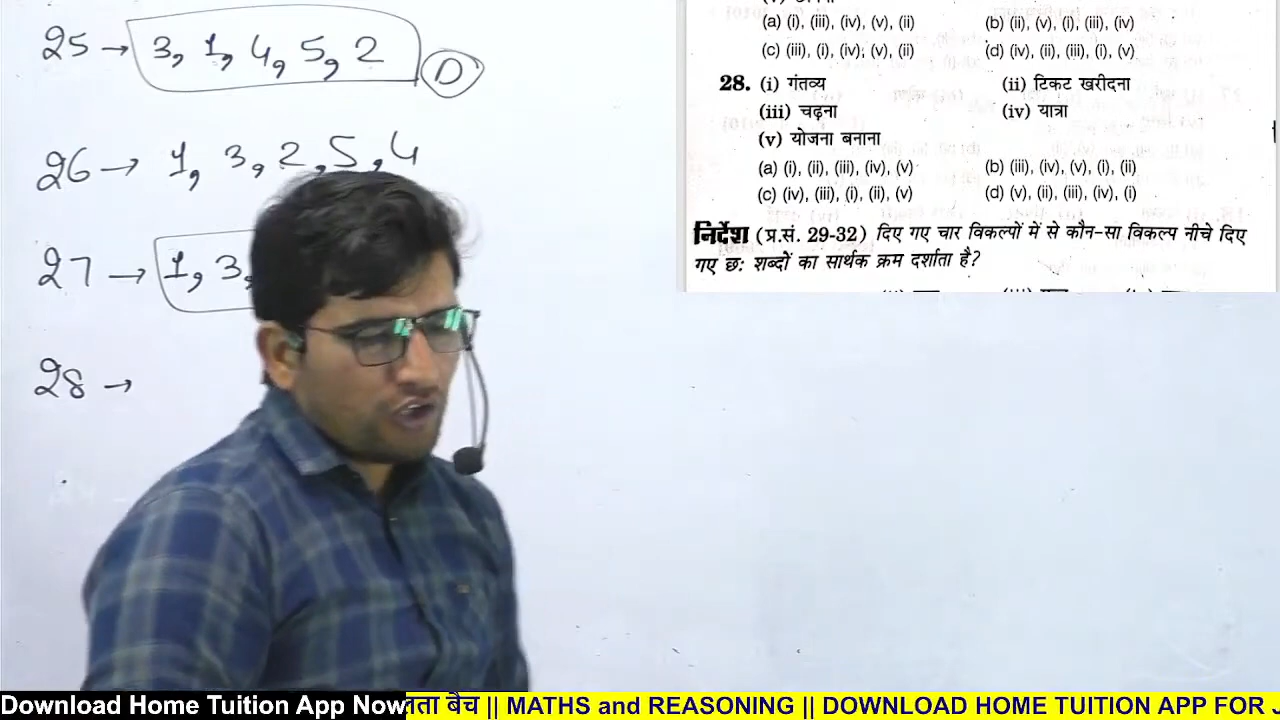 25 → 3, 1, 4, 5, 2 D
26 → 1, 3, 2, 5, 4
27 → 1, 3,
28 →
(a) (i), (iii), (iv), (v), (ii) (b) (ii), (v), (i), (iii), (iv)
(c) (iii), (i), (iv), (v), (ii) (d) (iv), (ii), (iii), (i), (v)
28. (i) गंतव्य (ii) टिकट खरीदना
(iii) चढ़ना (iv) यात्रा
(v) योजना बनाना
(a) (i), (ii), (iii), (iv), (v) (b) (iii), (iv), (v), (i), (ii)
(c) (iv), (iii), (i), (ii), (v) (d) (v), (ii), (iii), (iv), (i)
निर्देश (प्र.सं. 29-32) दिए गए चार विकल्पों में से कौन-सा विकल्प नीचे दिए
गए छः शब्दों का सार्थक क्रम दर्शाता है?
Download Home Tuition App Now लता बैच || MATHS and REASONING || DOWNLOAD HOME TUITION APP FOR